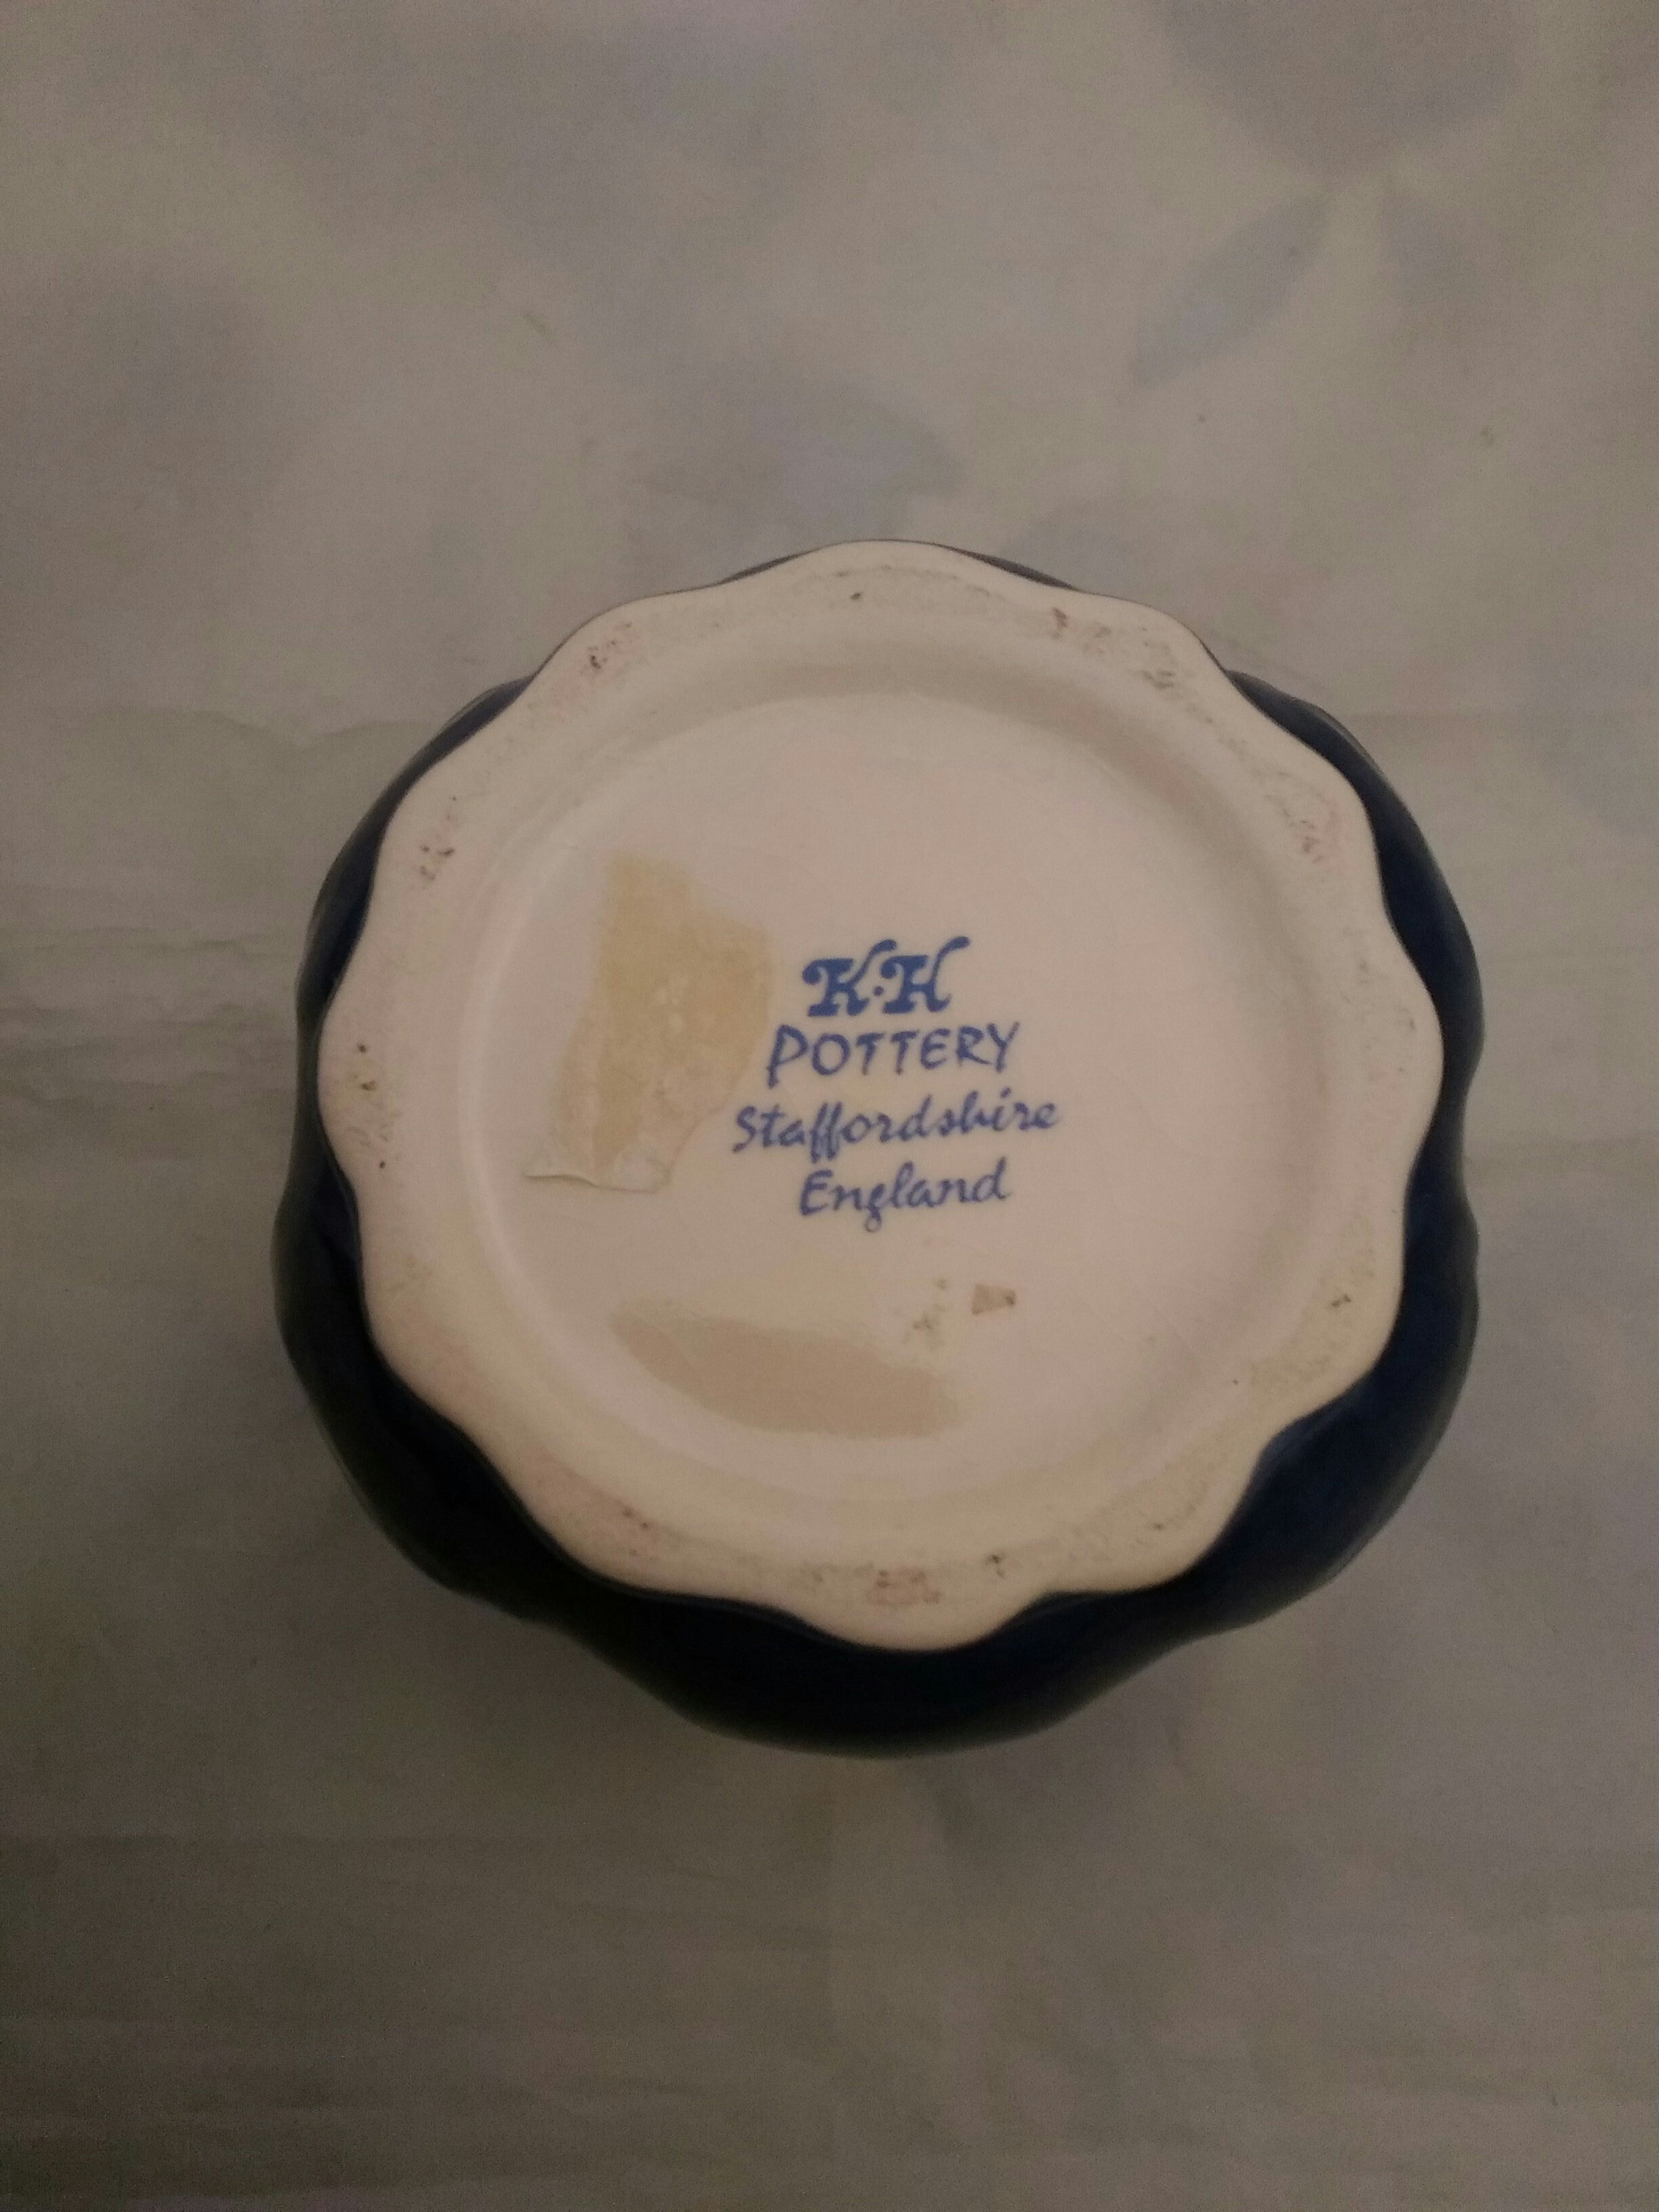 K·H
POTTERY
Staffordshire
England